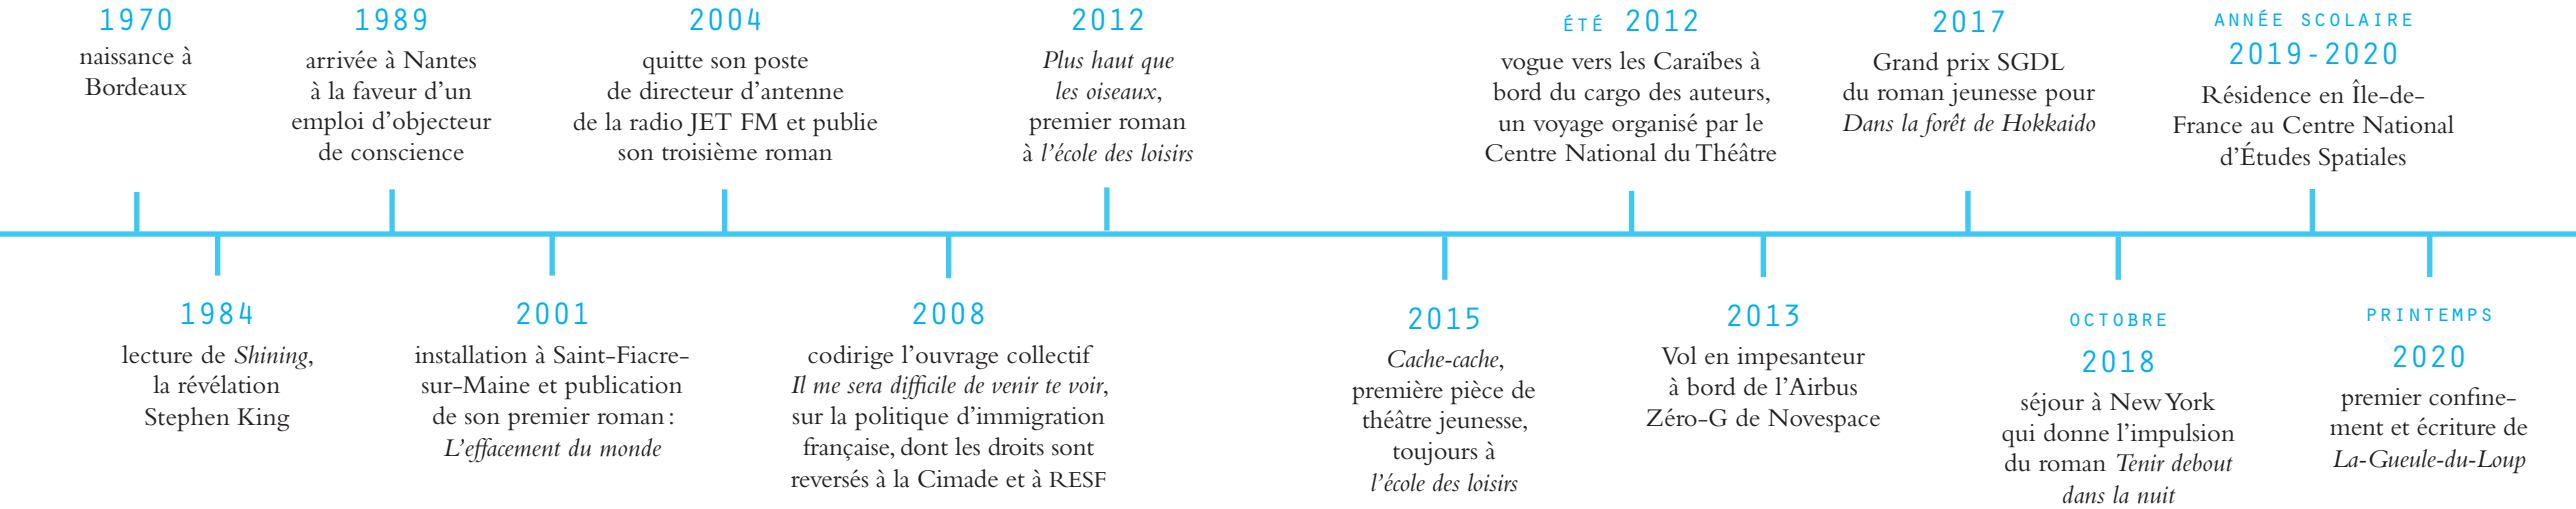 1970
naissance à
Bordeaux
1989
arrivée à Nantes
à la faveur d’un
emploi d’objecteur
de conscience
2004
quitte son poste
de directeur d’antenne
de la radio JET FM et publie
son troisième roman
2012
Plus haut que
les oiseaux,
premier roman
à l’école des loisirs
ÉTÉ 2012
vogue vers les Caraïbes à
bord du cargo des auteurs,
un voyage organisé par le
Centre National du Théâtre
2017
Grand prix SGDL
du roman jeunesse pour
Dans la forêt de Hokkaido
ANNÉE SCOLAIRE
2019-2020
Résidence en Île-de-
France au Centre National
d’Études Spatiales
1984
lecture de Shining,
la révélation
Stephen King
2001
installation à Saint-Fiacre-
sur-Maine et publication
de son premier roman :
L’effacement du monde
2008
codirige l’ouvrage collectif
Il me sera difficile de venir te voir,
sur la politique d’immigration
française, dont les droits sont
reversés à la Cimade et à RESF
2015
Cache-cache,
première pièce de
théâtre jeunesse,
toujours à
l’école des loisirs
2013
Vol en impesanteur
à bord de l’Airbus
Zéro-G de Novespace
OCTOBRE
2018
séjour à New York
qui donne l’impulsion
du roman Tenir debout
dans la nuit
PRINTEMPS
2020
premier confine-
ment et écriture de
La-Gueule-du-Loup